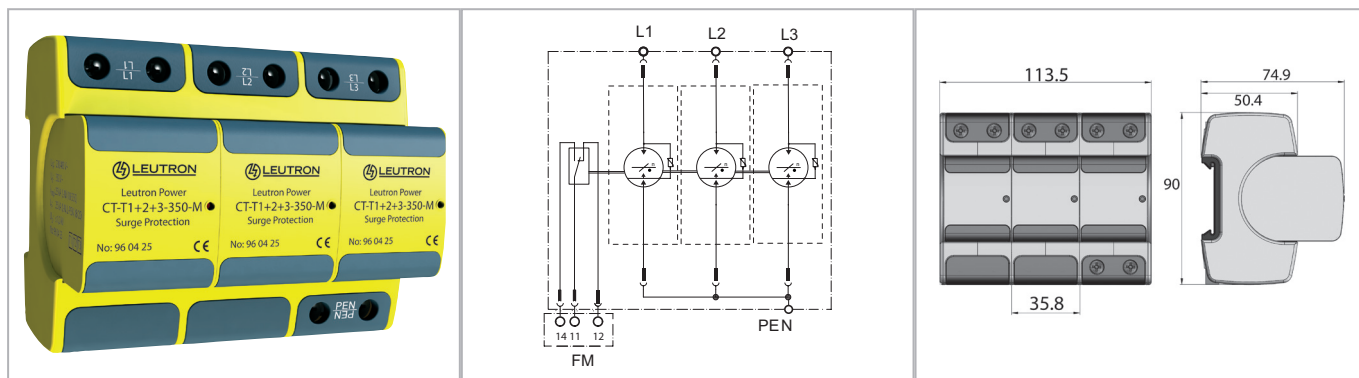 L1
L1
L2
L2
L3
L3
LEUTRON
Leutron Power
CT-T1+2+3-350-M
Surge Protection
No: 96 04 25
CE
LEUTRON
Leutron Power
CT-T1+2+3-350-M
Surge Protection
No: 96 04 25
CE
LEUTRON
Leutron Power
CT-T1+2+3-350-M
Surge Protection
No: 96 04 25
CE
PEN
PEN
L1 L2 L3
n n n
14 11 12
FM
PEN
113.5
35.8
74.9
50.4
90